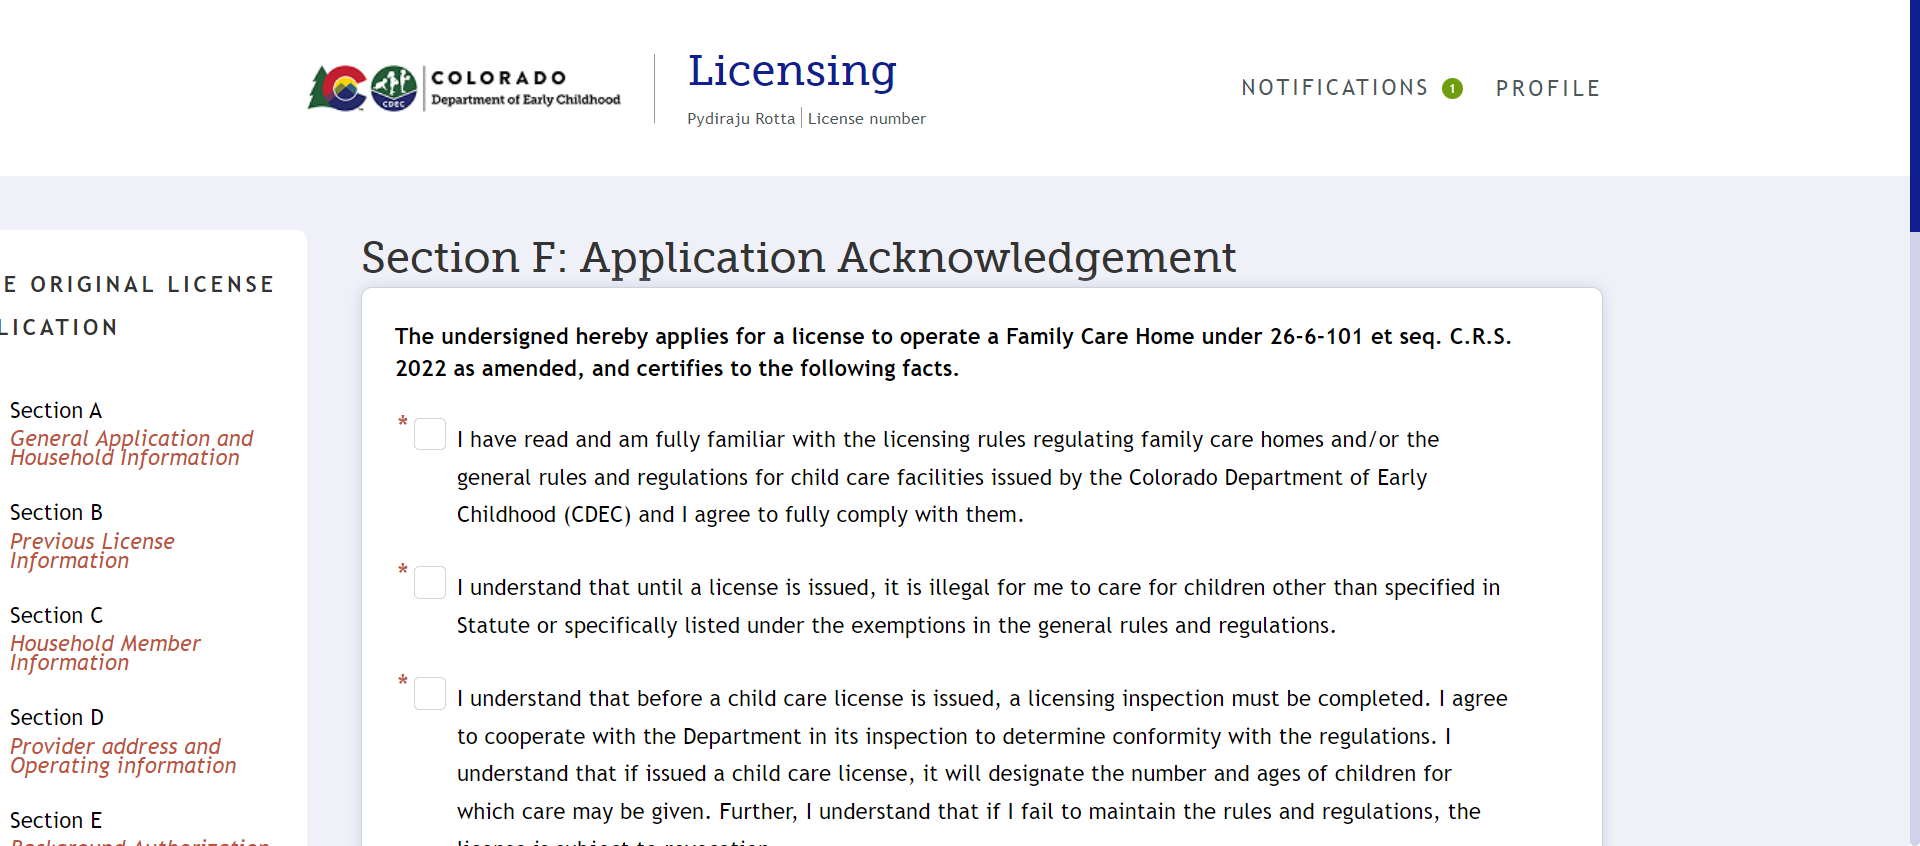 COLORADO
Department of Early Childhood
CDEC
Licensing
Pydiraju Rotta | License number
NOTIFICATIONS 1 PROFILE
E ORIGINAL LICENSE
LICATION
Section A
General Application and
Household Information
Section B
Previous License
Information
Section C
Household Member
Information
Section D
Provider address and
Operating information
Section E
Background Authorization
Section F: Application Acknowledgement
The undersigned hereby applies for a license to operate a Family Care Home under 26-6-101 et seq. C.R.S.
2022 as amended, and certifies to the following facts.
* I have read and am fully familiar with the licensing rules regulating family care homes and/or the
general rules and regulations for child care facilities issued by the Colorado Department of Early
Childhood (CDEC) and I agree to fully comply with them.
* I understand that until a license is issued, it is illegal for me to care for children other than specified in
Statute or specifically listed under the exemptions in the general rules and regulations.
* I understand that before a child care license is issued, a licensing inspection must be completed. I agree
to cooperate with the Department in its inspection to determine conformity with the regulations. I
understand that if issued a child care license, it will designate the number and ages of children for
which care may be given. Further, I understand that if I fail to maintain the rules and regulations, the
license is subject to revocation.